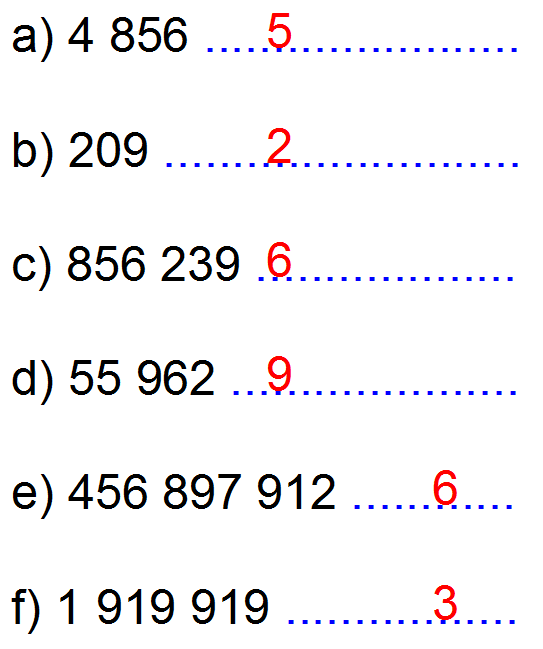 a) 4 856 .......5.................
b) 209 .........2..................
c) 856 239 .6.................
d) 55 962 ...9.................
e) 456 897 912 ......6....
f) 1 919 919 ...........3....